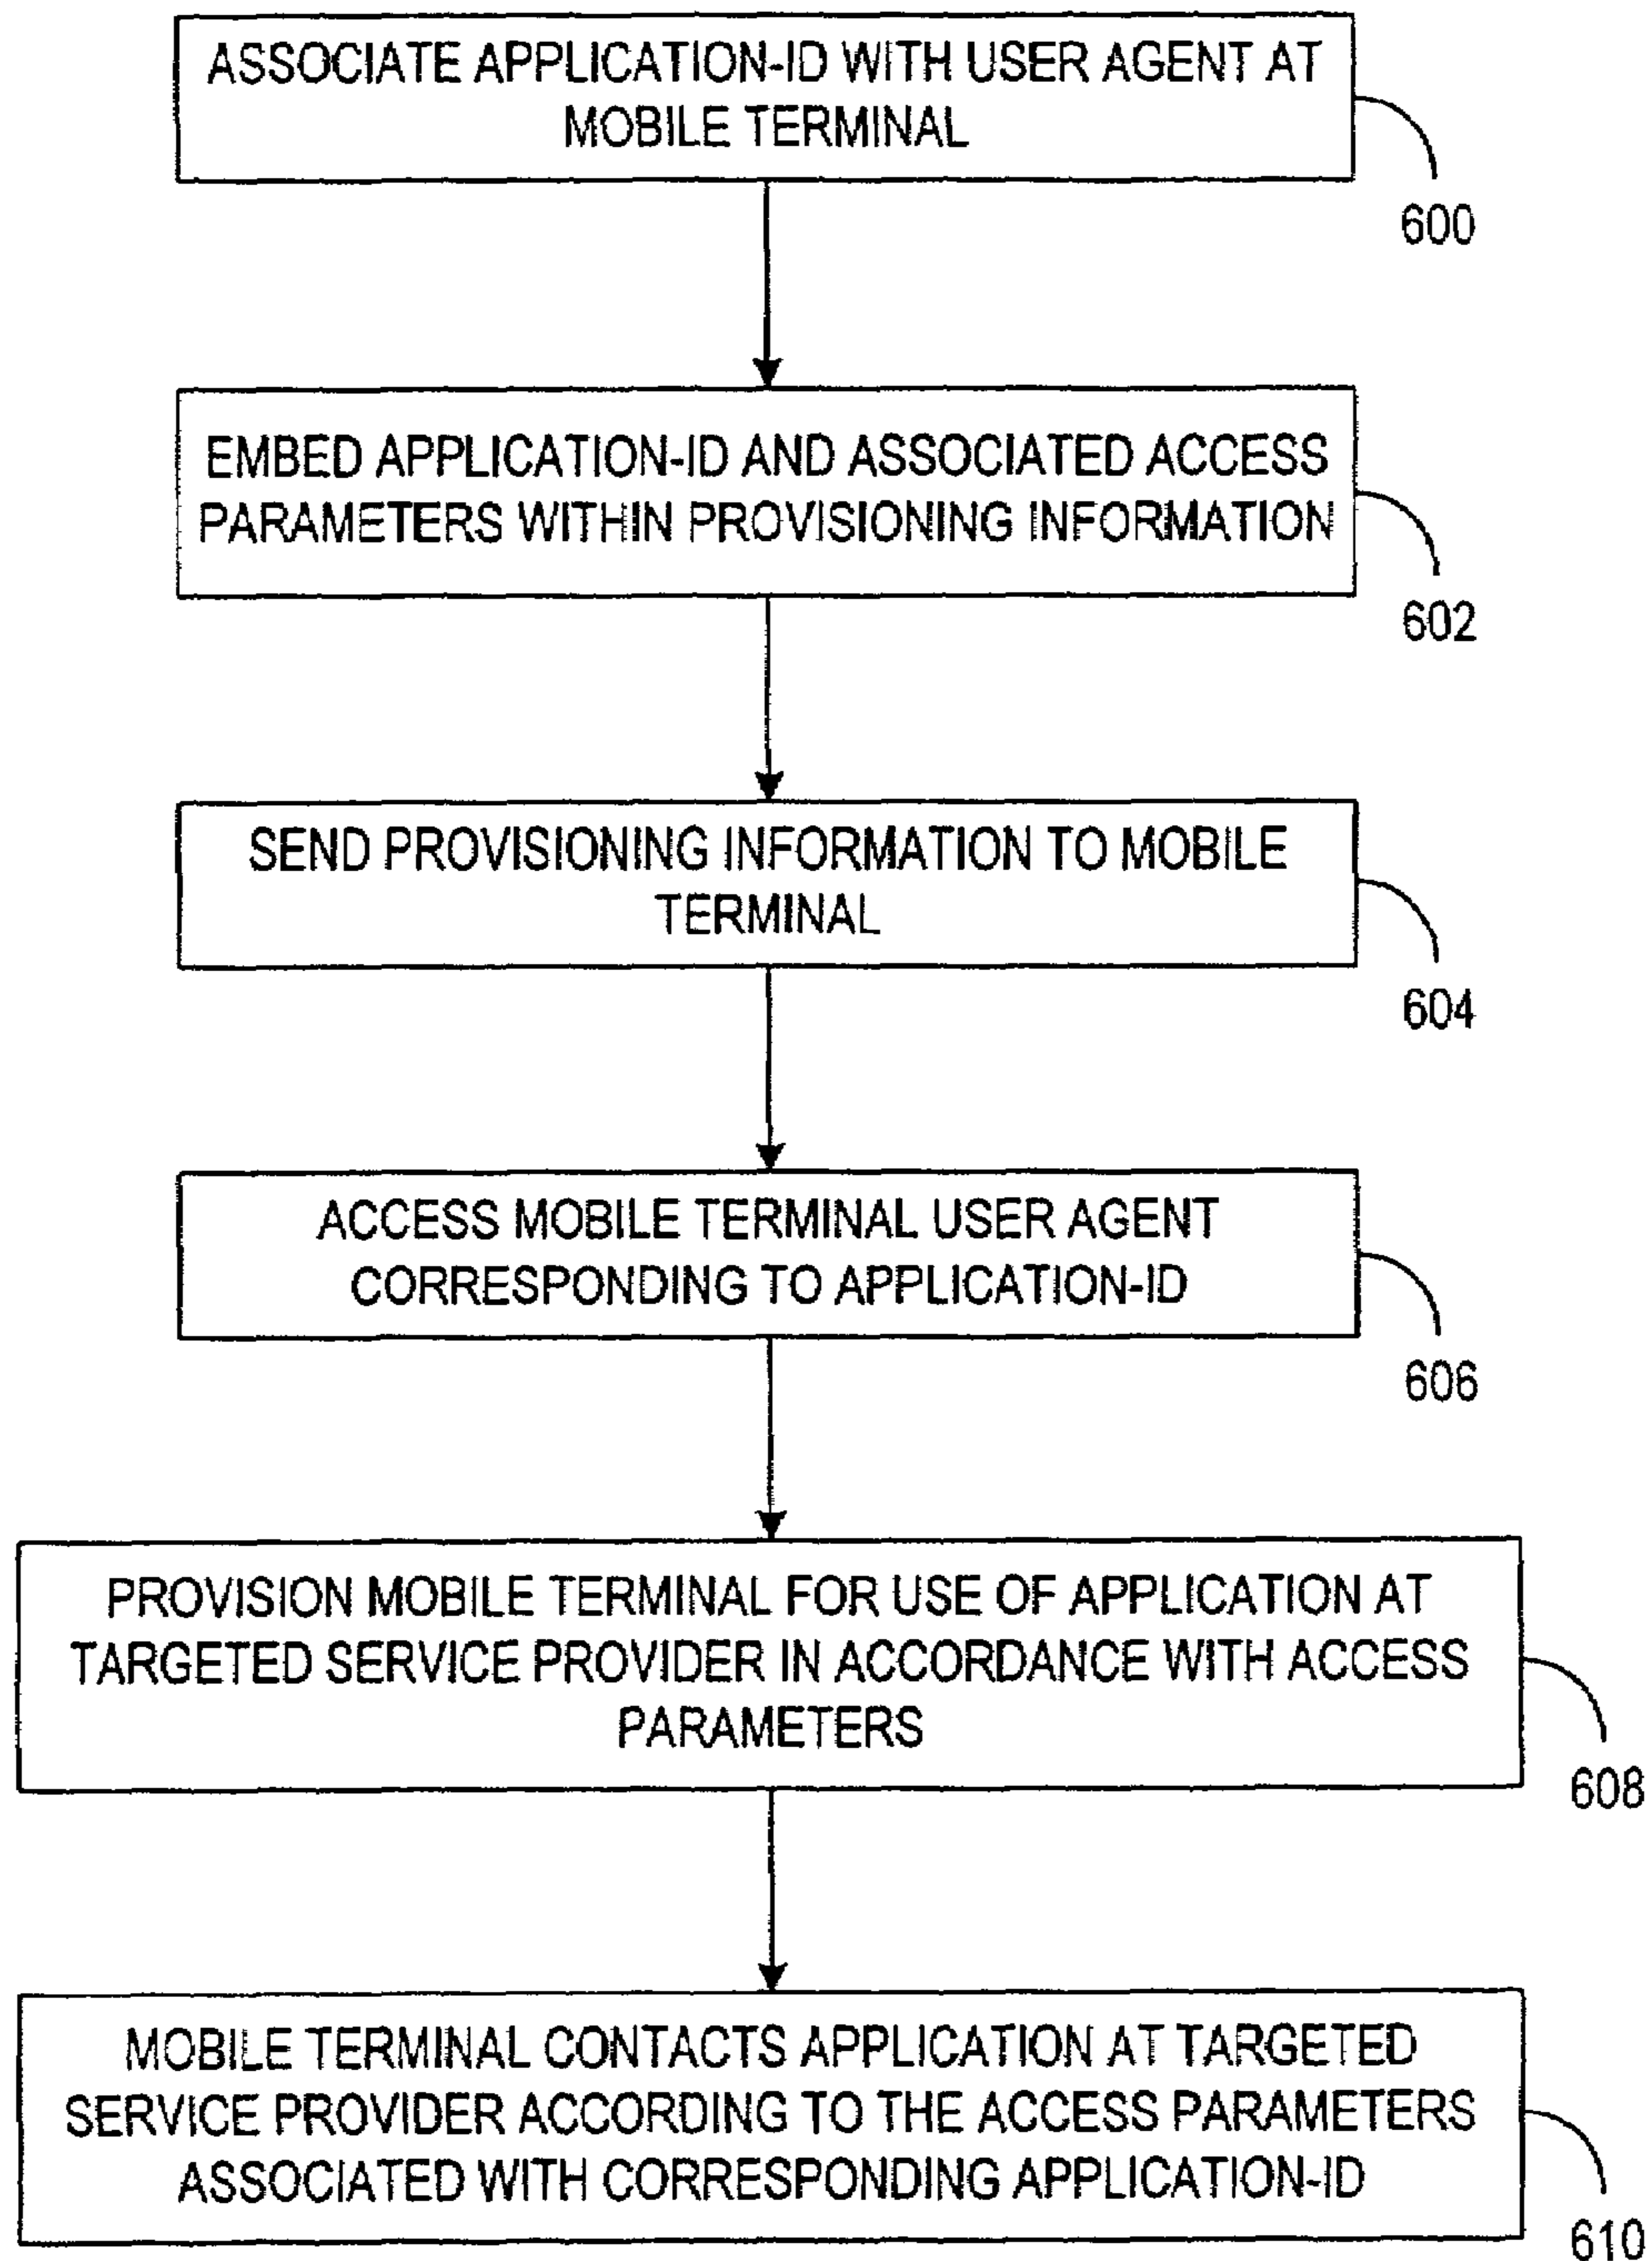 ASSOCIATE APPLICATION-ID WITH USER AGENT AT
MOBILE TERMINAL
600
EMBED APPLICATION-ID AND ASSOCIATED ACCESS
PARAMETERS WITHIN PROVISIONING INFORMATION
602
SEND PROVISIONING INFORMATION TO MOBILE
TERMINAL
604
ACCESS MOBILE TERMINAL USER AGENT
CORRESPONDING TO APPLICATION-ID
606
PROVISION MOBILE TERMINAL FOR USE OF APPLICATION AT
TARGETED SERVICE PROVIDER IN ACCORDANCE WITH ACCESS
PARAMETERS
608
MOBILE TERMINAL CONTACTS APPLICATION AT TARGETED
SERVICE PROVIDER ACCORDING TO THE ACCESS PARAMETERS
ASSOCIATED WITH CORRESPONDING APPLICATION-ID
610